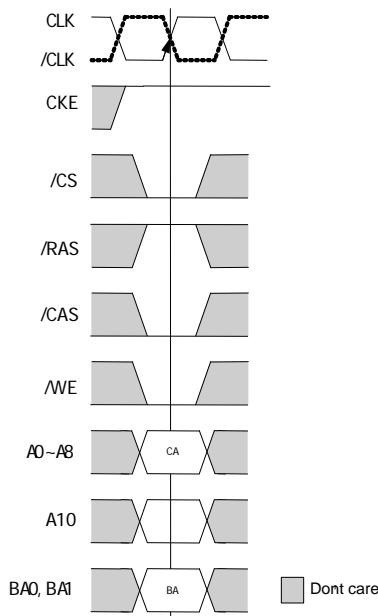 CLK
/CLK
CKE
/CS
/RAS
/CAS
/WE
A0~A8
CA
A10
BA0, BA1
BA
Dont care